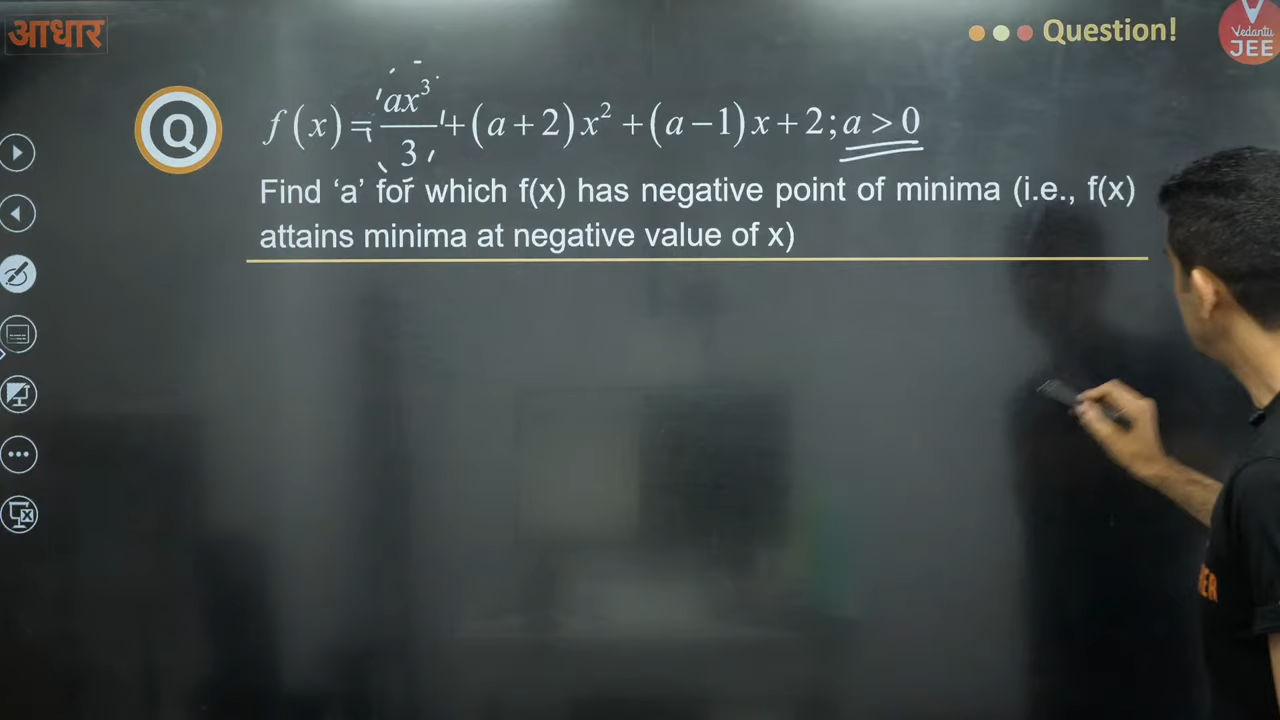 आधार
Question!
Vedantu
JEE
Q
f(x)=ax³/3+(a+2)x²+(a−1)x+2; a>0
Find ‘a’ for which f(x) has negative point of minima (i.e., f(x)
attains minima at negative value of x)